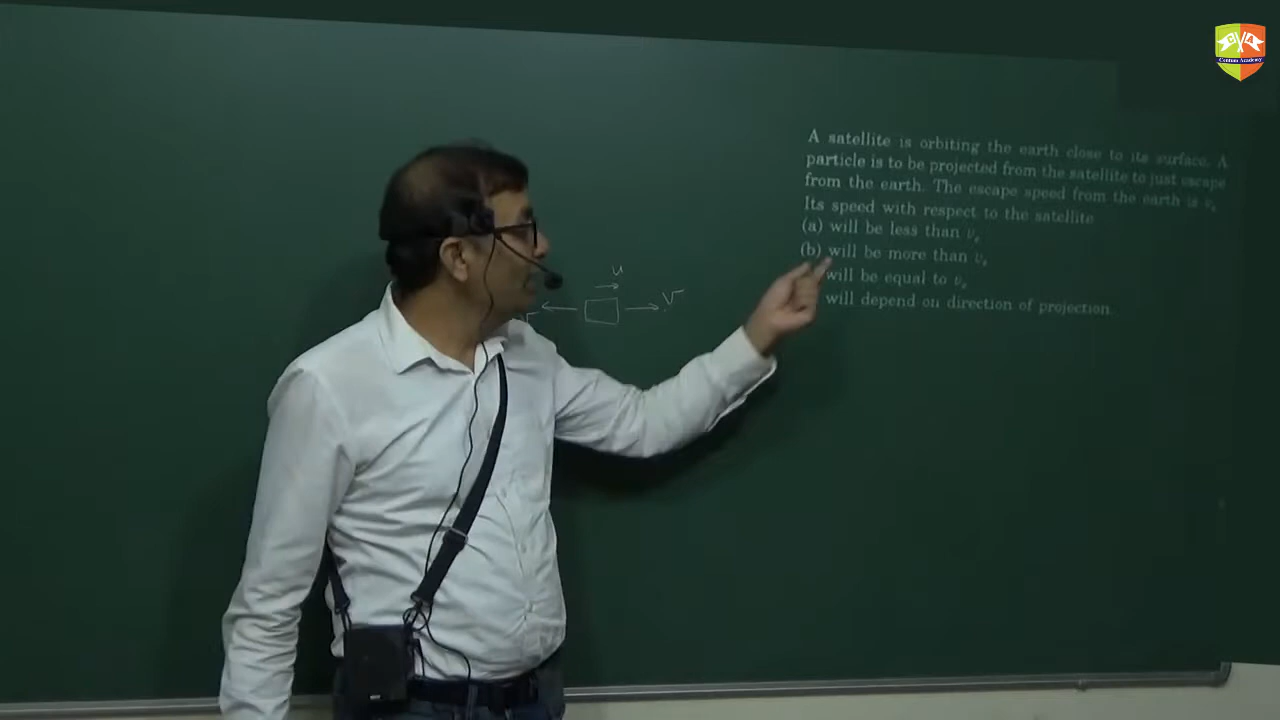 A satellite is orbiting the earth close to its surface. A
particle is to be projected from the satellite to just escape
from the earth. The escape speed from the earth is vₑ
Its speed with respect to the satellite
(a) will be less than vₑ
(b) will be more than vₑ
will be equal to vₑ
will depend on direction of projection.
u
v
Centum Academy